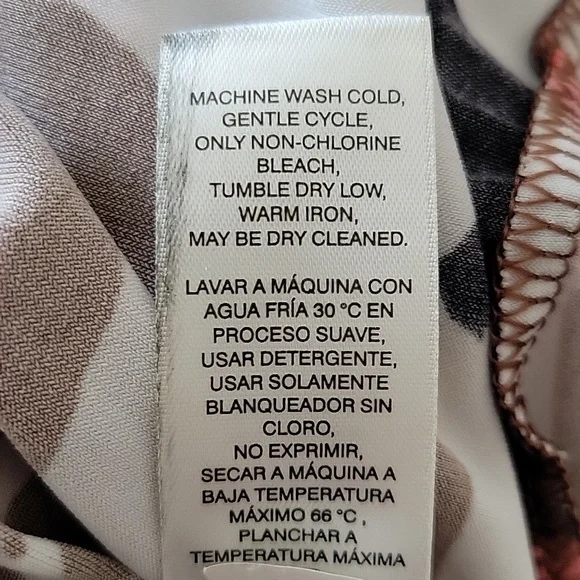 MACHINE WASH COLD,
GENTLE CYCLE,
ONLY NON-CHLORINE
BLEACH,
TUMBLE DRY LOW,
WARM IRON,
MAY BE DRY CLEANED.
LAVAR A MÁQUINA CON
AGUA FRÍA 30 °C EN
PROCESO SUAVE,
USAR DETERGENTE,
USAR SOLAMENTE
BLANQUEADOR SIN
CLORO,
NO EXPRIMIR,
SECAR A MÁQUINA A
BAJA TEMPERATURA
MÁXIMO 66 °C ,
PLANCHAR A
TEMPERATURA MÁXIMA